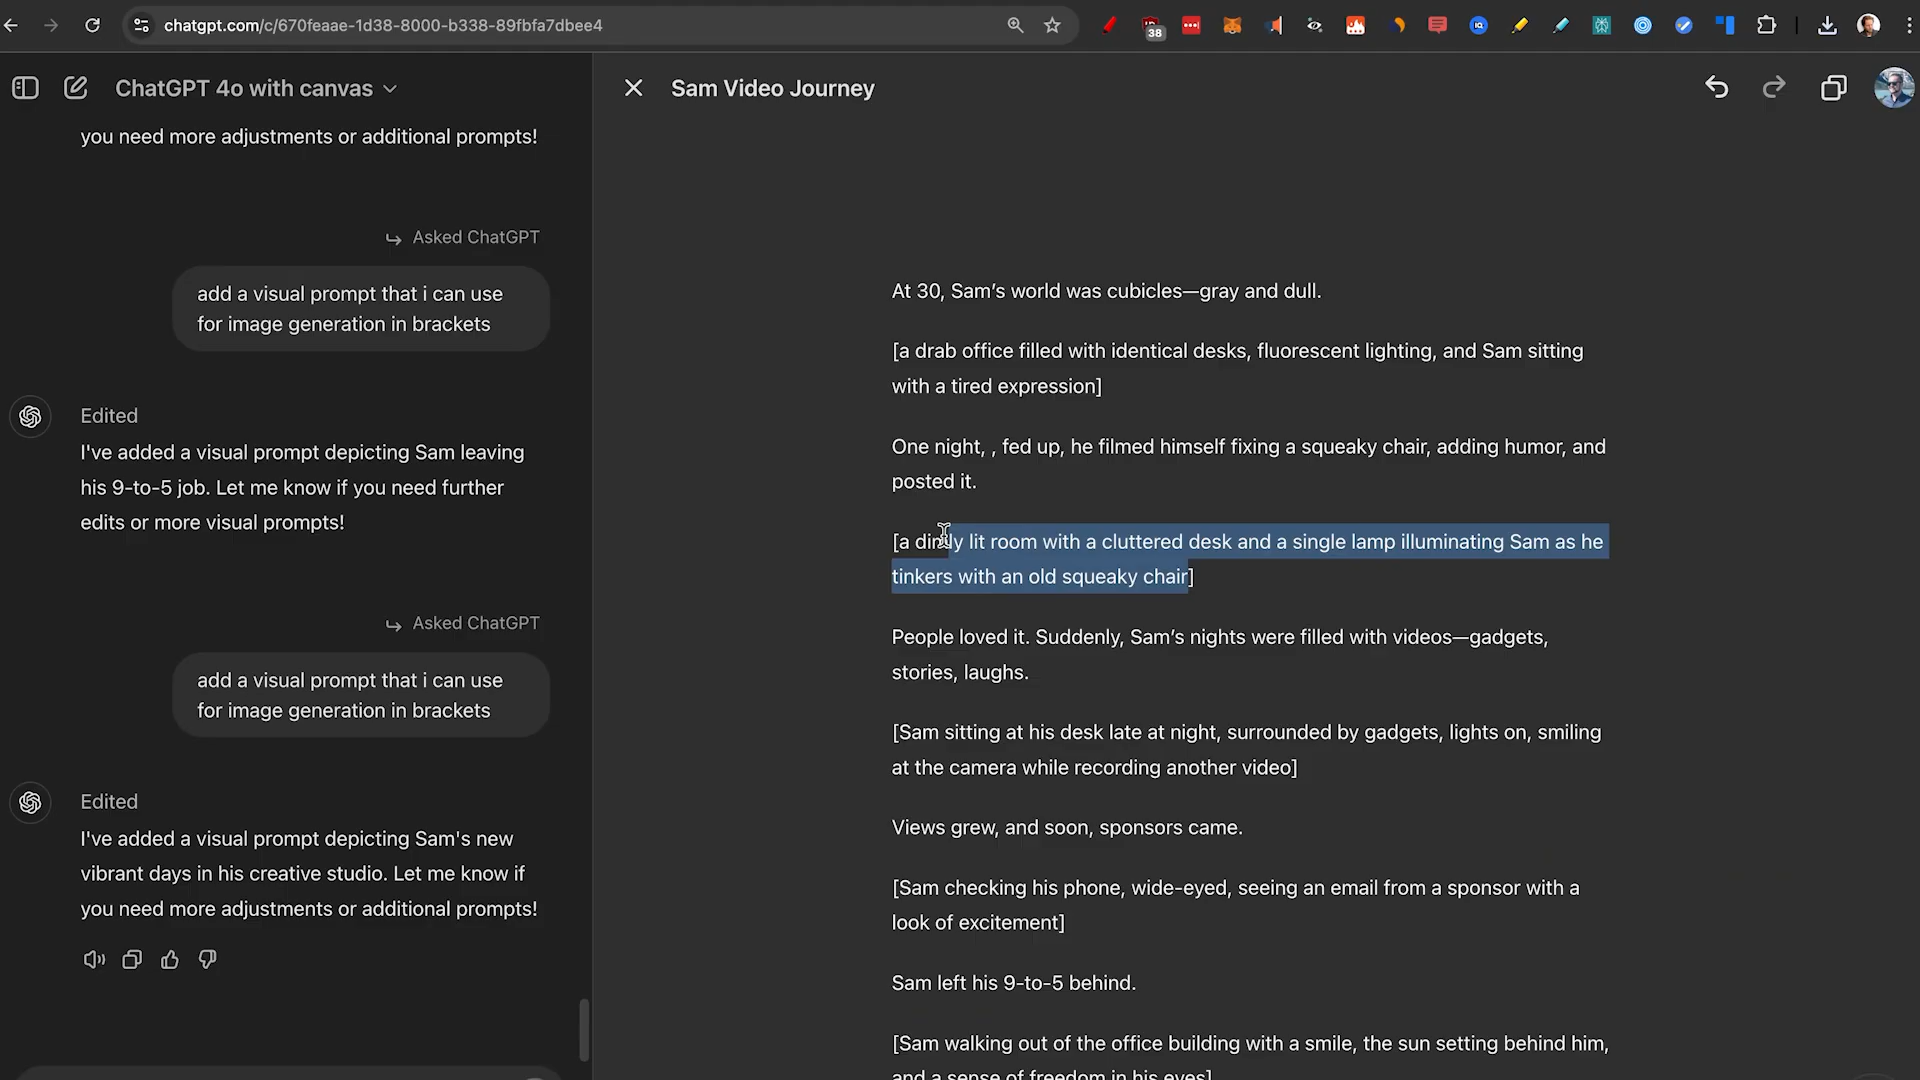 chatgpt.com/c/670feaae-1d38-8000-b338-89fbfa7dbee4
38
ChatGPT 4o with canvas
you need more adjustments or additional prompts!
Asked ChatGPT
add a visual prompt that i can use
for image generation in brackets
Edited
I've added a visual prompt depicting Sam leaving
his 9-to-5 job. Let me know if you need further
edits or more visual prompts!
Asked ChatGPT
add a visual prompt that i can use
for image generation in brackets
Edited
I've added a visual prompt depicting Sam's new
vibrant days in his creative studio. Let me know if
you need more adjustments or additional prompts!
Sam Video Journey
At 30, Sam’s world was cubicles—gray and dull.
[a drab office filled with identical desks, fluorescent lighting, and Sam sitting
with a tired expression]
One night, , fed up, he filmed himself fixing a squeaky chair, adding humor, and
posted it.
[a dimly lit room with a cluttered desk and a single lamp illuminating Sam as he
tinkers with an old squeaky chair]
People loved it. Suddenly, Sam’s nights were filled with videos—gadgets,
stories, laughs.
[Sam sitting at his desk late at night, surrounded by gadgets, lights on, smiling
at the camera while recording another video]
Views grew, and soon, sponsors came.
[Sam checking his phone, wide-eyed, seeing an email from a sponsor with a
look of excitement]
Sam left his 9-to-5 behind.
[Sam walking out of the office building with a smile, the sun setting behind him,
and a sense of freedom in his eyes]